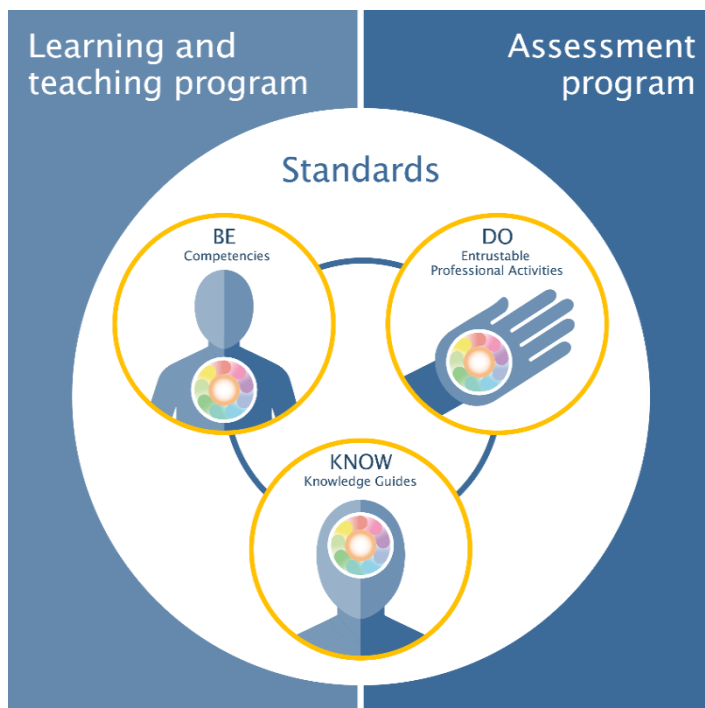 Learning and
teaching program
Assessment
program
Standards
BE
Competencies
DO
Entrustable
Professional Activities
KNOW
Knowledge Guides